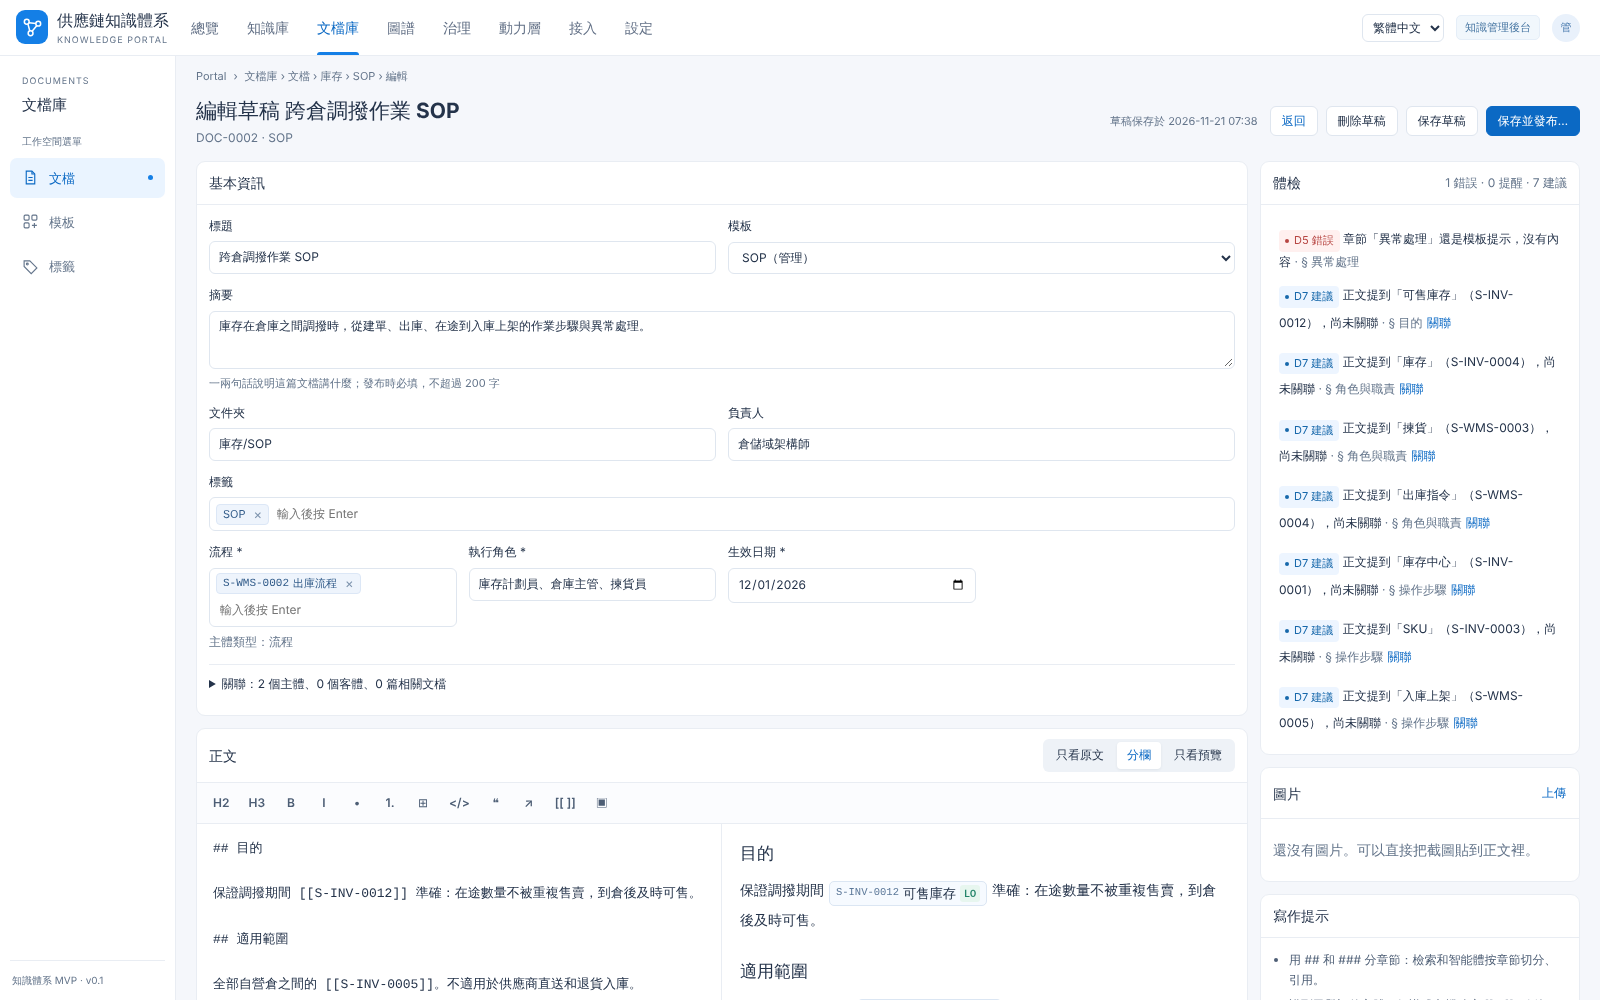 供應鏈知識體系
KNOWLEDGE PORTAL
總覽
知識庫
文檔庫
圖譜
治理
動力層
接入
設定
繁體中文
知識管理後台
管
DOCUMENTS
文檔庫
工作空間選單
文檔
模板
標籤
知識體系 MVP · v0.1
Portal › 文檔庫 › 文檔 › 庫存 › SOP › 編輯
編輯草稿 跨倉調撥作業 SOP
DOC-0002 · SOP
草稿保存於 2026-11-21 07:38
返回
刪除草稿
保存草稿
保存並發布...
基本資訊
標題
跨倉調撥作業 SOP
模板
SOP（管理）
摘要
庫存在倉庫之間調撥時，從建單、出庫、在途到入庫上架的作業步驟與異常處理。
一兩句話說明這篇文檔講什麼；發布時必填，不超過 200 字
文件夾
庫存/SOP
負責人
倉儲域架構師
標籤
SOP ×
輸入後按 Enter
流程 *
S-WMS-0002 出庫流程 ×
輸入後按 Enter
主體類型：流程
執行角色 *
庫存計劃員、倉庫主管、揀貨員
生效日期 *
12/01/2026
▶ 關聯：2 個主體、0 個客體、0 篇相關文檔
正文
只看原文
分欄
只看預覽
H2 H3 B I • 1. ⊞ </> ❝ ↗ [[ ]] ▣
## 目的
保證調撥期間 [[S-INV-0012]] 準確：在途數量不被重複售賣，到倉後及時可售。
## 適用範圍
全部自營倉之間的 [[S-INV-0005]]。不適用於供應商直送和退貨入庫。
目的
保證調撥期間 S-INV-0012 可售庫存 LO 準確：在途數量不被重複售賣，到倉
後及時可售。
適用範圍
體檢
1 錯誤 · 0 提醒 · 7 建議
• D5 錯誤 章節「異常處理」還是模板提示，沒有內
容 · § 異常處理
• D7 建議 正文提到「可售庫存」（S-INV-
0012），尚未關聯 · § 目的 關聯
• D7 建議 正文提到「庫存」（S-INV-0004），尚
未關聯 · § 角色與職責 關聯
• D7 建議 正文提到「揀貨」（S-WMS-0003），
尚未關聯 · § 角色與職責 關聯
• D7 建議 正文提到「出庫指令」（S-WMS-
0004），尚未關聯 · § 角色與職責 關聯
• D7 建議 正文提到「庫存中心」（S-INV-
0001），尚未關聯 · § 操作步驟 關聯
• D7 建議 正文提到「SKU」（S-INV-0003），尚
未關聯 · § 操作步驟 關聯
• D7 建議 正文提到「入庫上架」（S-WMS-
0005），尚未關聯 · § 操作步驟 關聯
圖片
上傳
還沒有圖片。可以直接把截圖貼到正文裡。
寫作提示
• 用 ## 和 ### 分章節：檢索和智能體按章節切分、
引用。